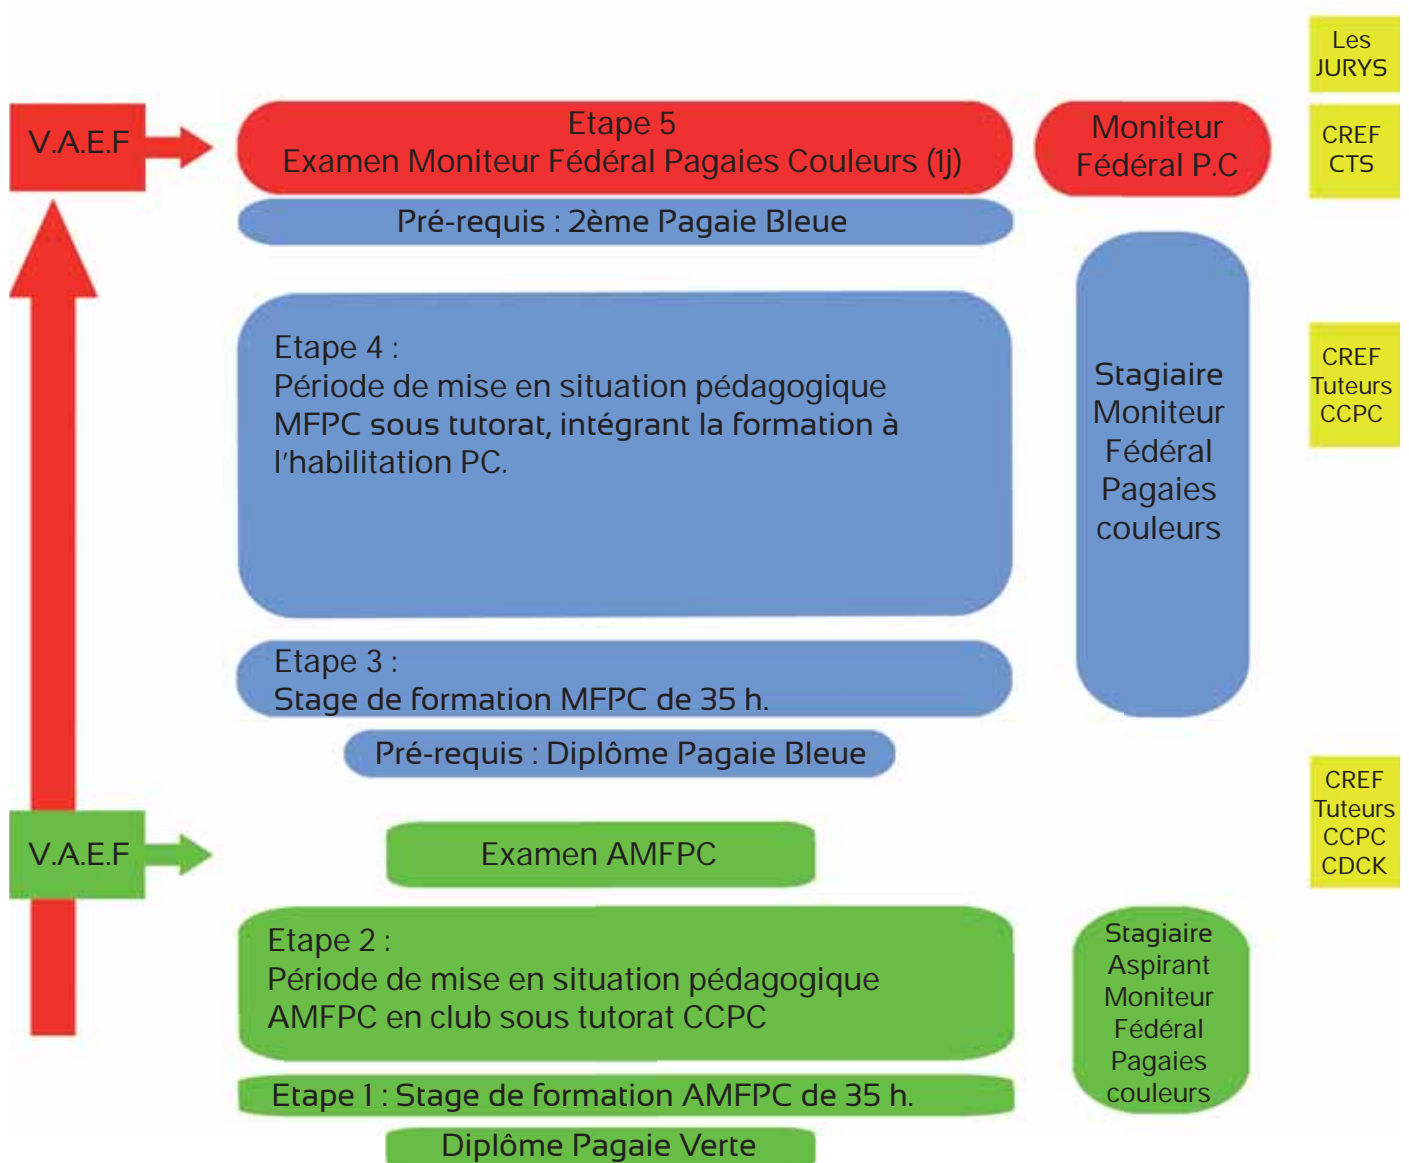 Les
JURYS
V.A.E.F
Etape 5
Examen Moniteur Fédéral Pagaies Couleurs (1j)
Moniteur
Fédéral P.C
CREF
CTS
Pré-requis : 2ème Pagaie Bleue
Etape 4 :
Période de mise en situation pédagogique
MFPC sous tutorat, intégrant la formation à
l'habilitation PC.
Stagiaire
Moniteur
Fédéral
Pagaies
couleurs
CREF
Tuteurs
CCPC
Etape 3 :
Stage de formation MFPC de 35 h.
Pré-requis : Diplôme Pagaie Bleue
V.A.E.F
Examen AMFPC
CREF
Tuteurs
CCPC
CDCK
Etape 2 :
Période de mise en situation pédagogique
AMFPC en club sous tutorat CCPC
Stagiaire
Aspirant
Moniteur
Fédéral
Pagaies
couleurs
Etape 1 : Stage de formation AMFPC de 35 h.
Diplôme Pagaie Verte